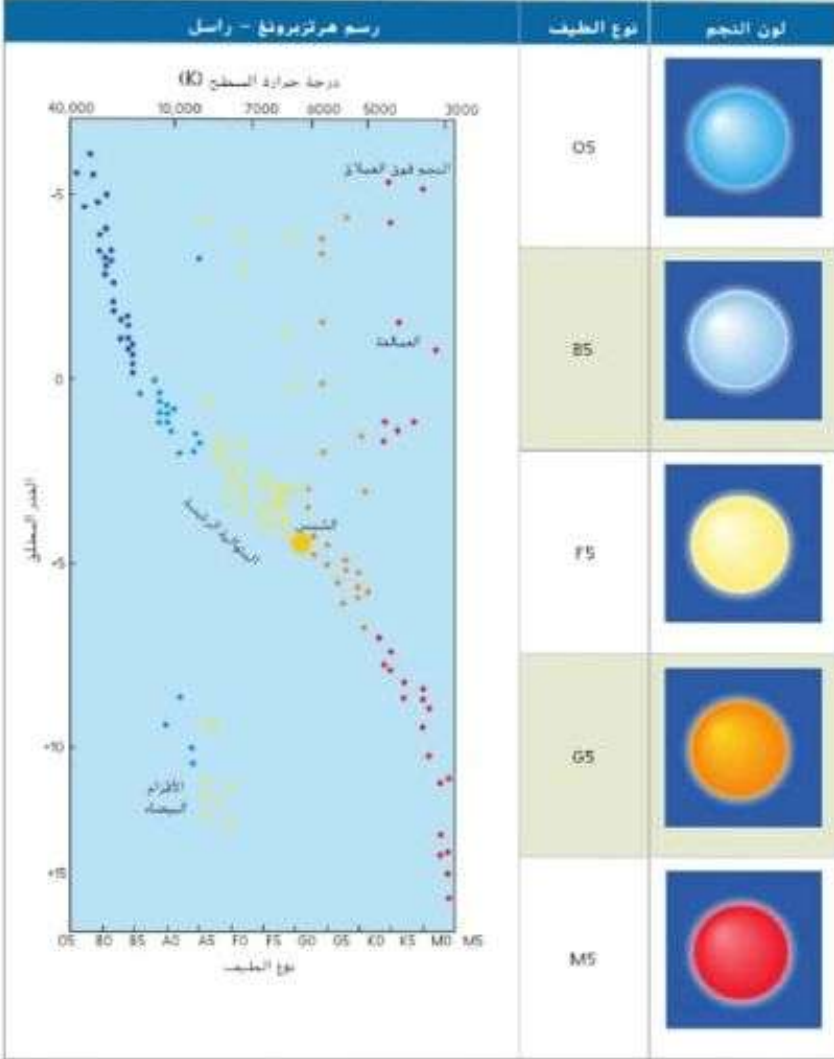 لون النجم
نوع الطيف
رسم هرتزبرونغ - راسل
O5
B5
F5
G5
M5
درجة حرارة السطح (K)
40,000 10,000 7000 6000 5000 3000
النجم فوق العملاق
العمالقة
الشمس
المتوالية الرئيسة
الأقزام
البيضاء
القدر المطلق
-5
0
-5
+10
+15
O5 B0 B5 A0 A5 F0 F5 G0 G5 K0 K5 M0 M5
نوع الطيف